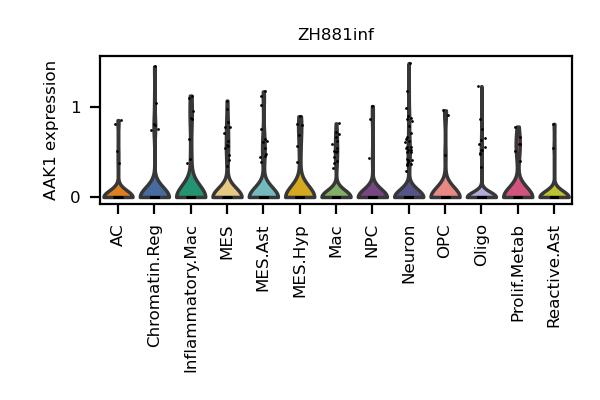 ZH881inf
AAK1 expression
1
0
AC
Chromatin.Reg
Inflammatory.Mac
MES
MES.Ast
MES.Hyp
Mac
NPC
Neuron
OPC
Oligo
Prolif.Metab
Reactive.Ast